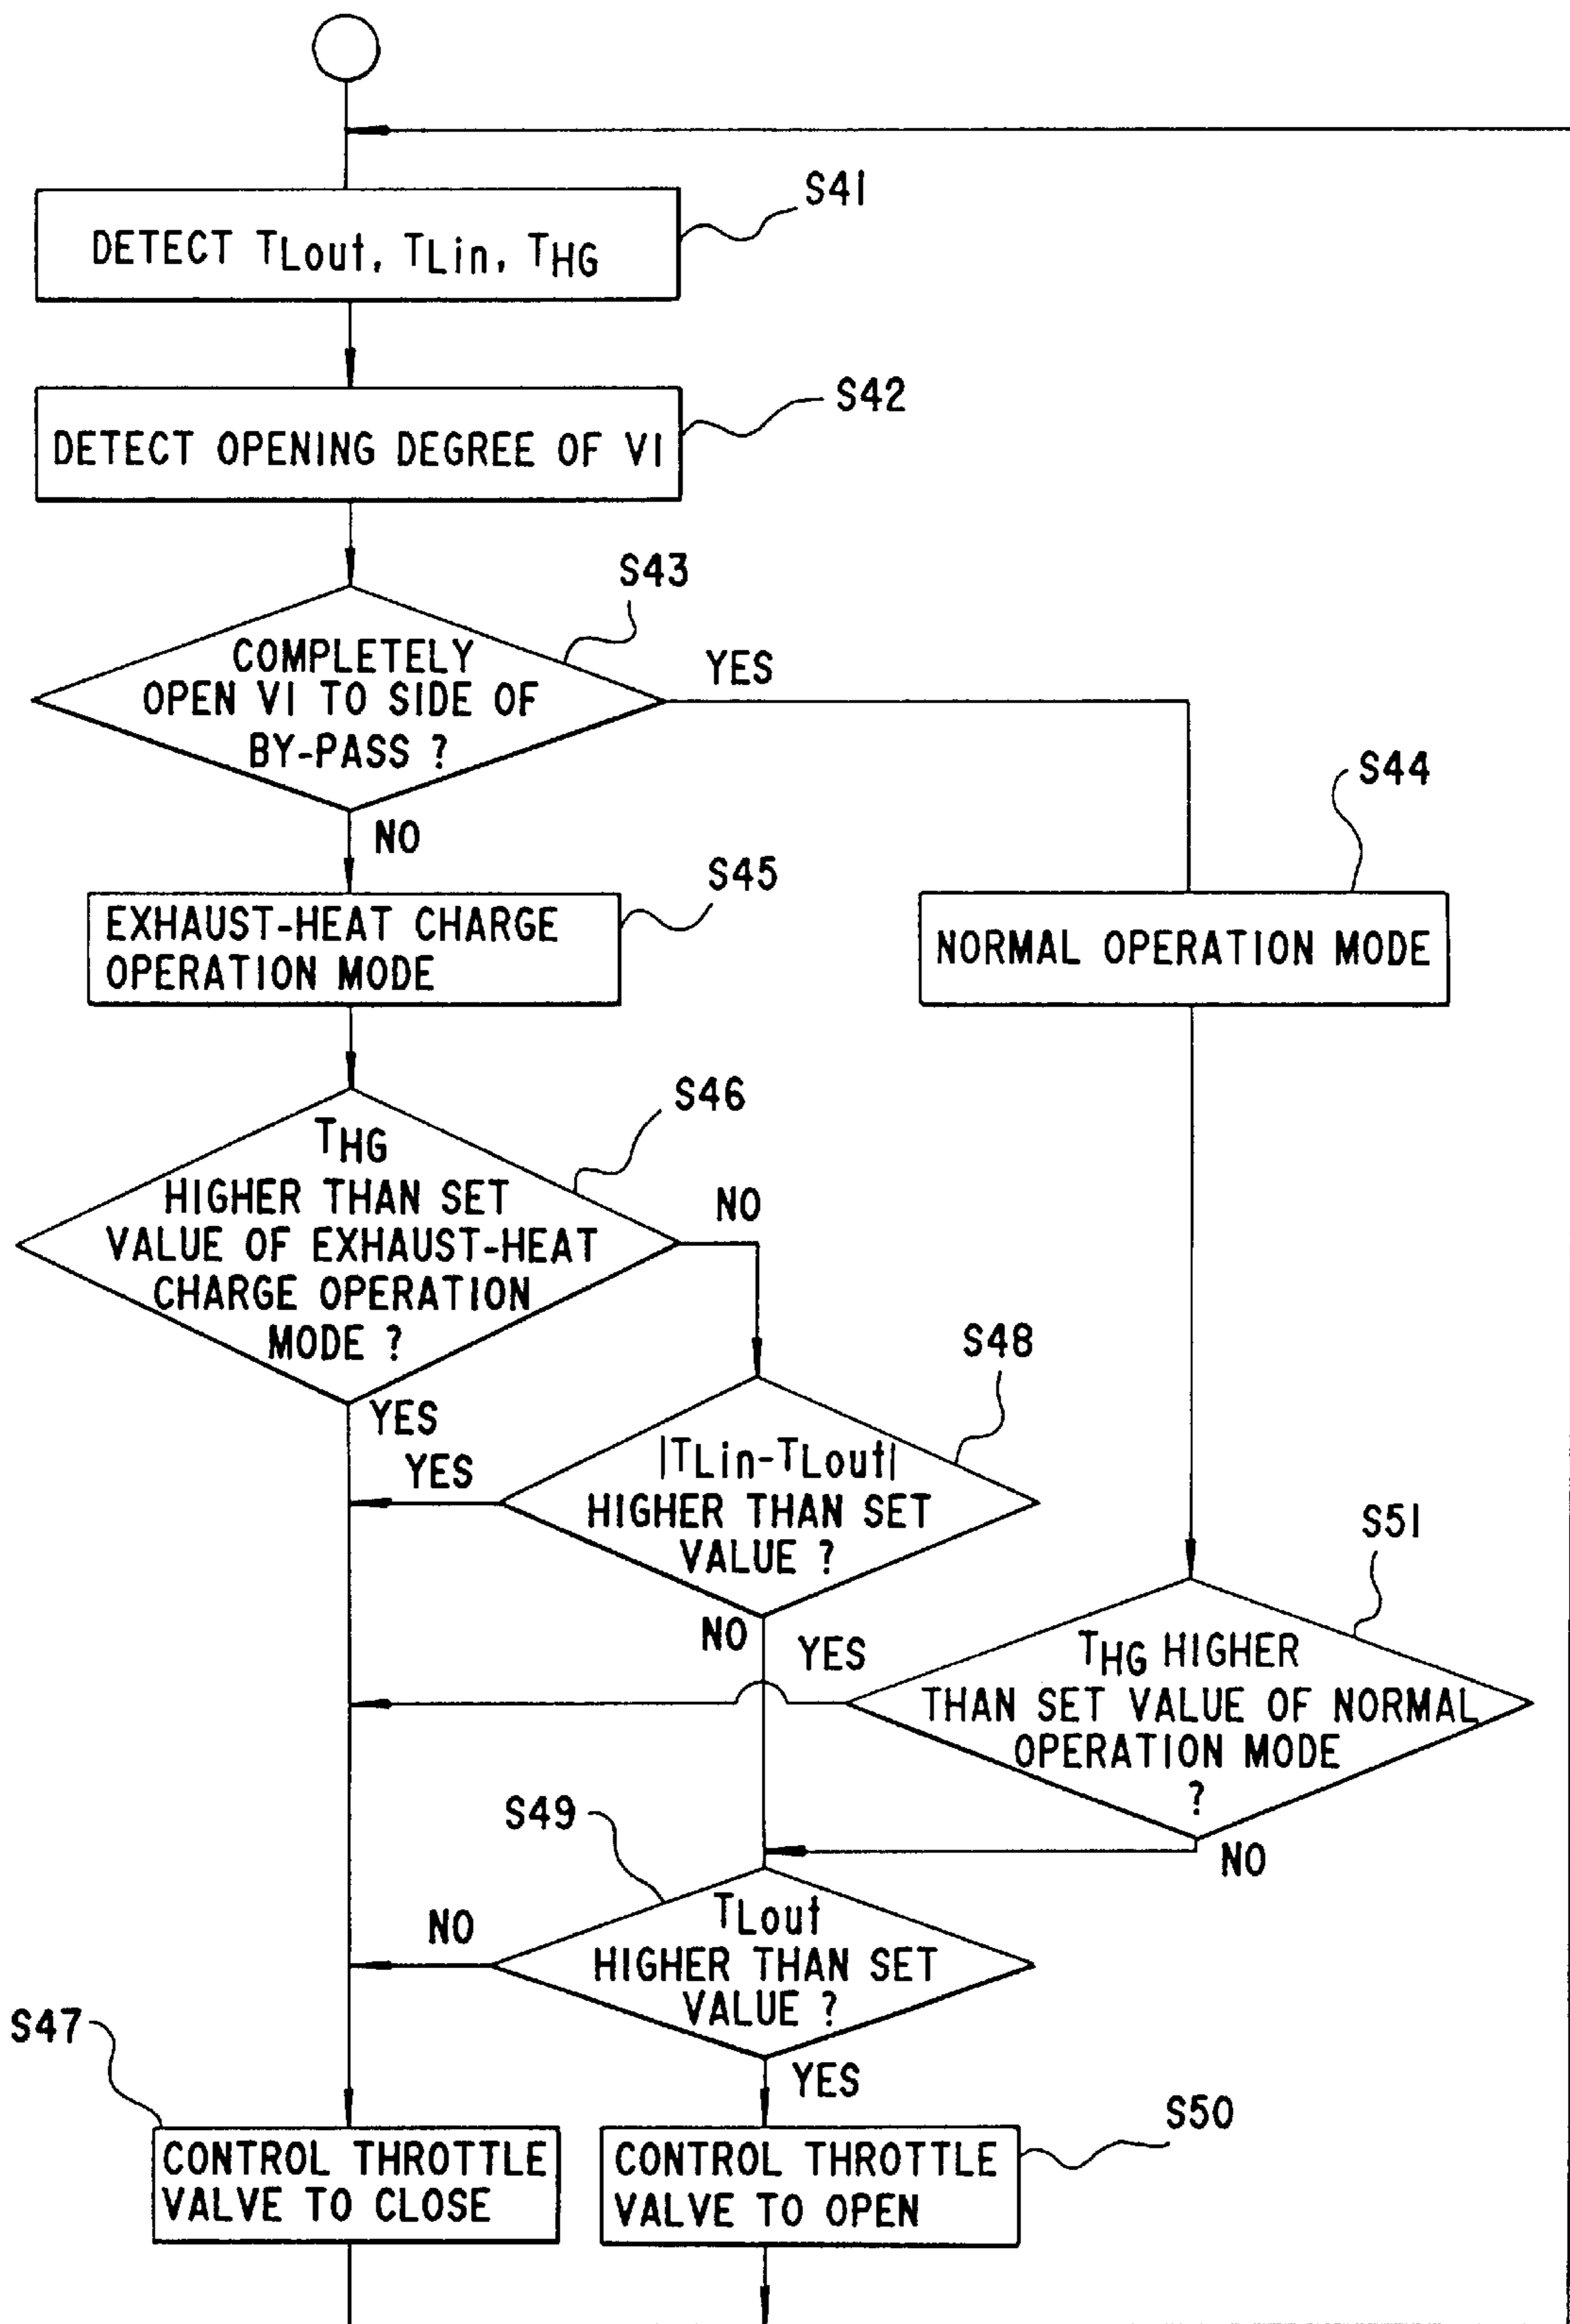 S41
DETECT TLout, TLin, THG
S42
DETECT OPENING DEGREE OF V1
S43
COMPLETELY
OPEN V1 TO SIDE OF
BY-PASS ?
YES
NO
S44
NORMAL OPERATION MODE
S45
EXHAUST-HEAT CHARGE
OPERATION MODE
S46
THG
HIGHER THAN SET
VALUE OF EXHAUST-HEAT
CHARGE OPERATION
MODE ?
NO
YES
S48
|TLin-TLout|
HIGHER THAN SET
VALUE ?
YES
NO
S51
THG HIGHER
THAN SET VALUE OF NORMAL
OPERATION MODE
?
YES
NO
S49
TLout
HIGHER THAN SET
VALUE ?
NO
YES
S47
CONTROL THROTTLE
VALVE TO CLOSE
S50
CONTROL THROTTLE
VALVE TO OPEN